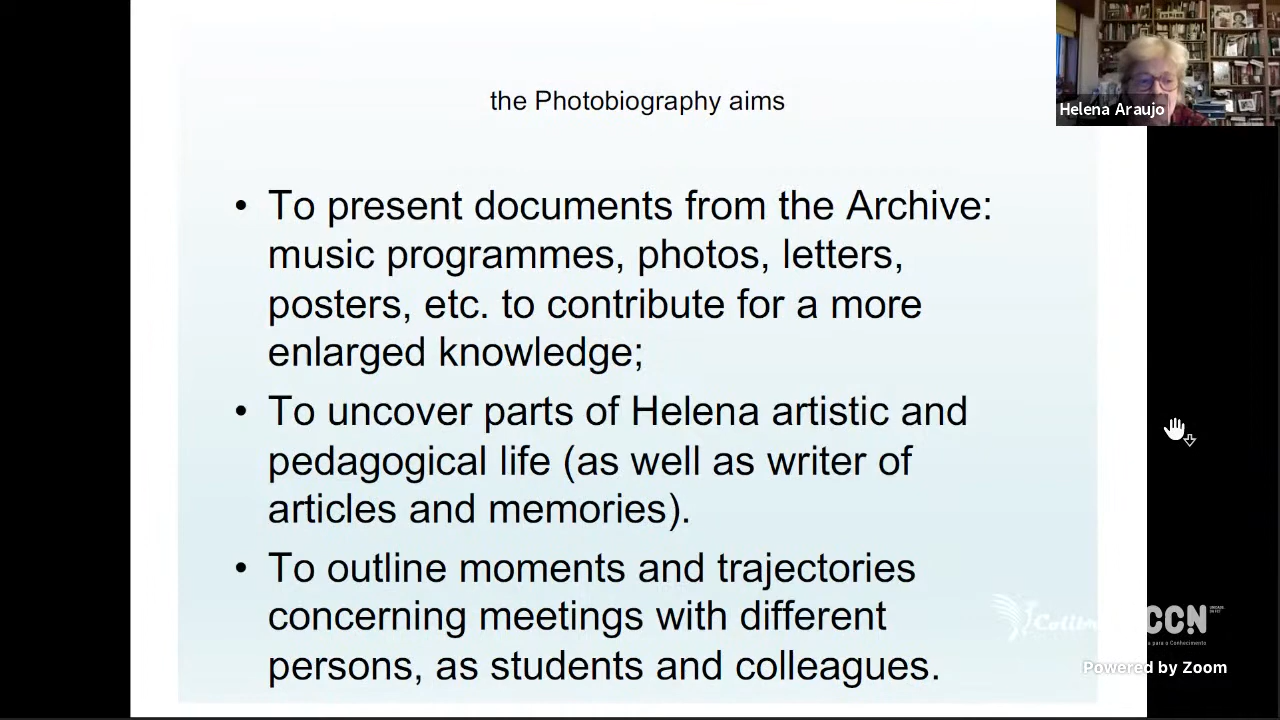 the Photobiography aims
Helena Araujo
• To present documents from the Archive:
music programmes, photos, letters,
posters, etc. to contribute for a more
enlarged knowledge;
• To uncover parts of Helena artistic and
pedagogical life (as well as writer of
articles and memories).
• To outline moments and trajectories
concerning meetings with different
persons, as students and colleagues.
CCN
para o Conhecimento
Powered by Zoom